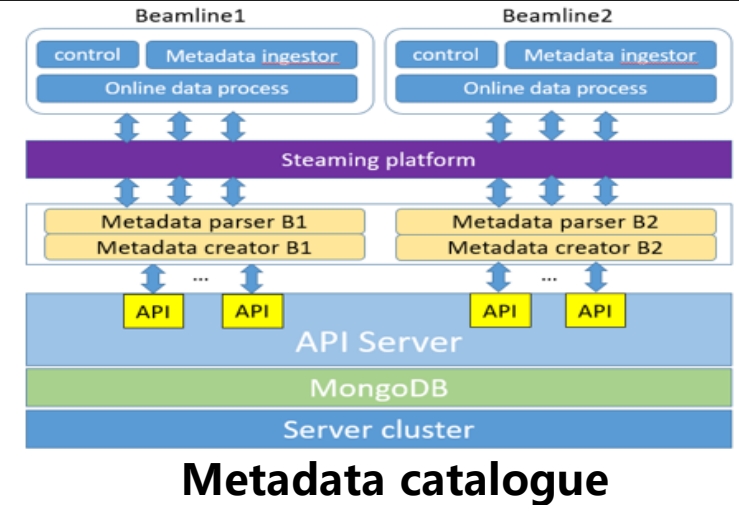 Beamline1 Beamline2
control Metadata ingestor control Metadata ingestor
Online data process Online data process
Steaming platform
Metadata parser B1 Metadata parser B2
Metadata creator B1 Metadata creator B2
... ...
API API API API
API Server
MongoDB
Server cluster
Metadata catalogue